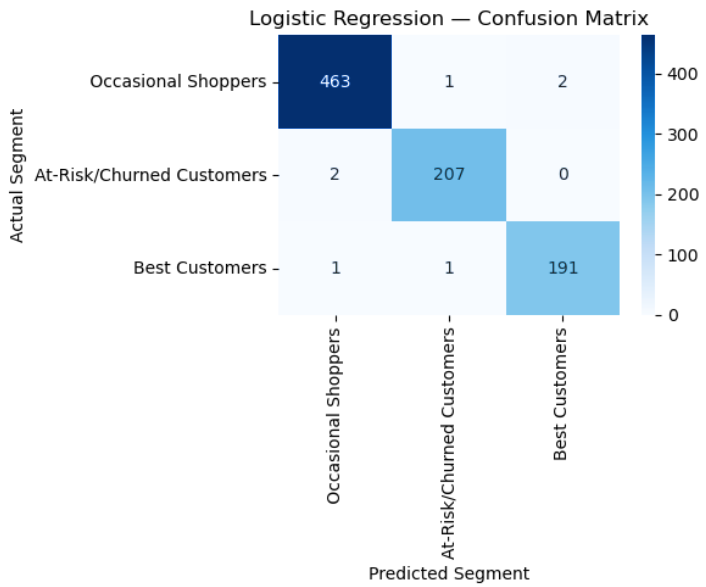 Logistic Regression — Confusion Matrix
Actual Segment
Occasional Shoppers
463 1 2
At-Risk/Churned Customers
2 207 0
Best Customers
1 1 191
400
300
200
100
0
Occasional Shoppers
At-Risk/Churned Customers
Best Customers
Predicted Segment